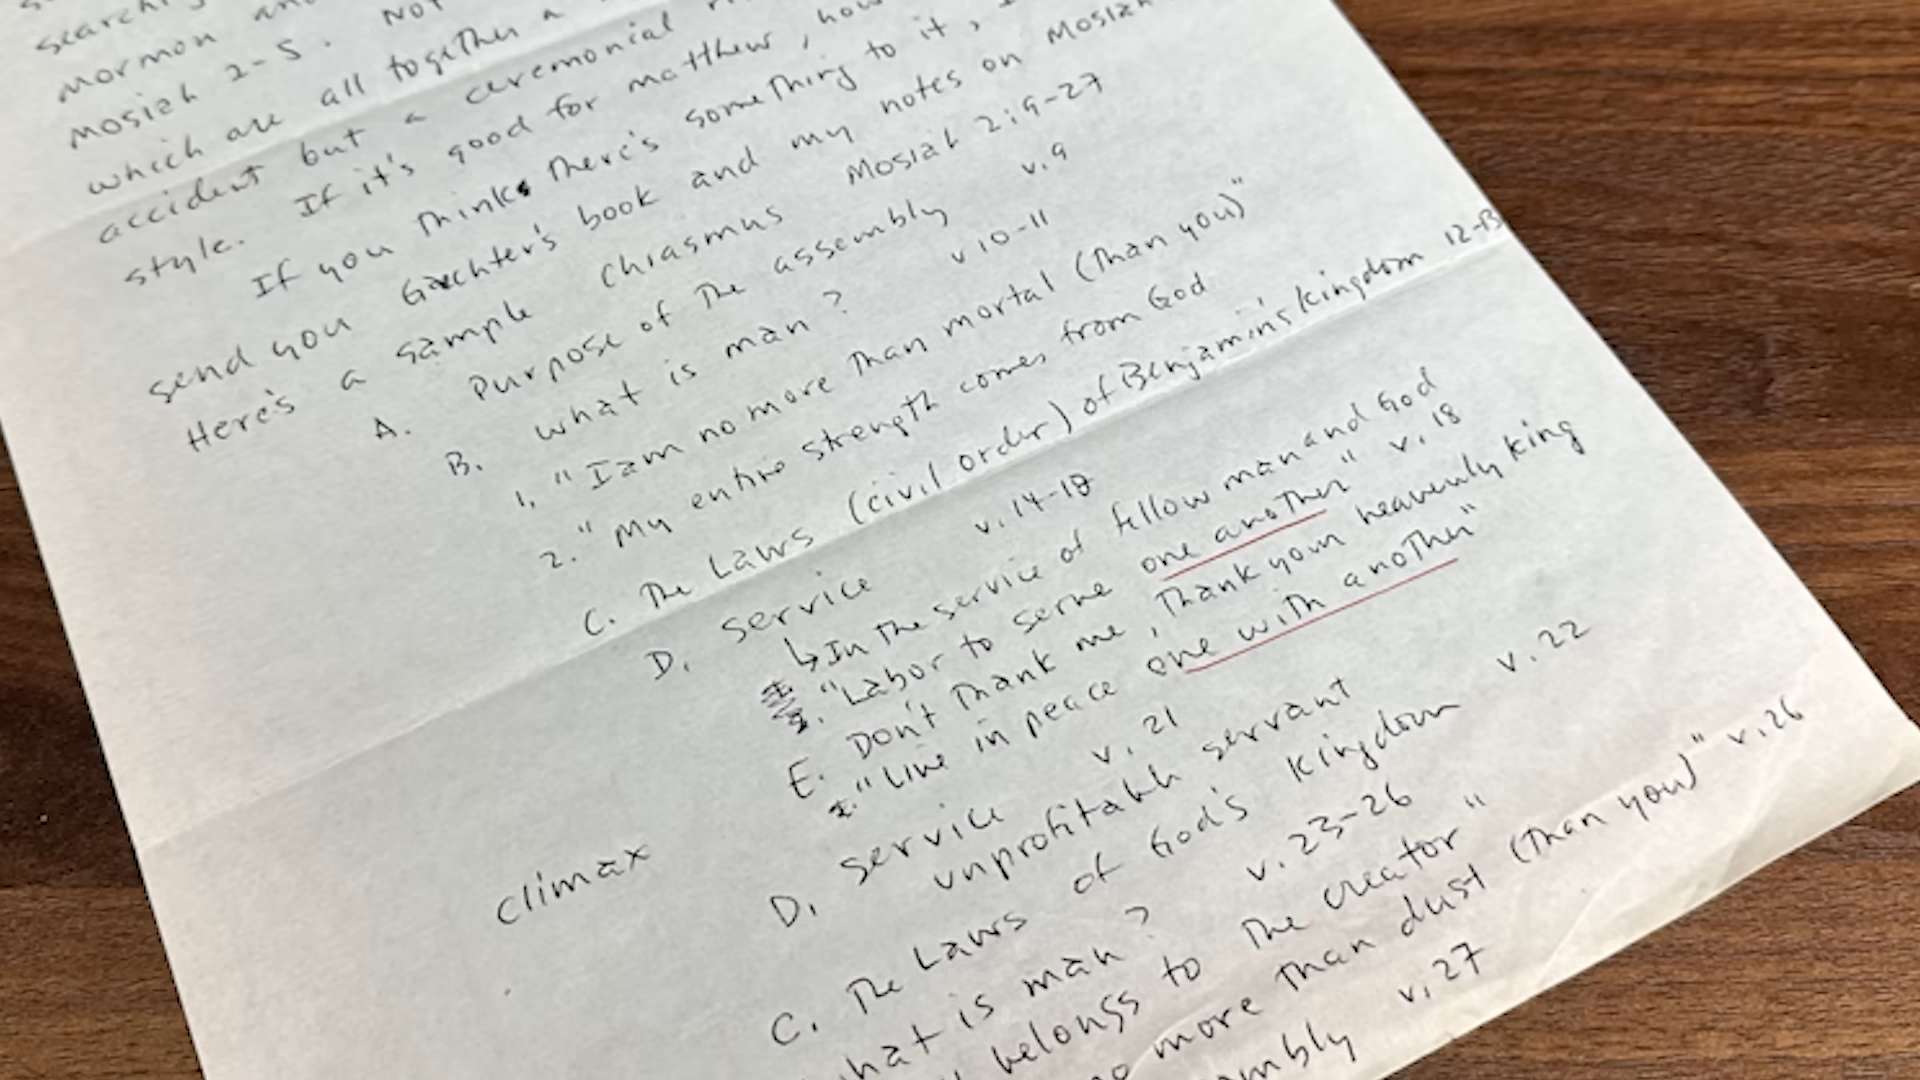 searching
mormon and
mosiah 2-5. Not
which are all together a
accident but a ceremonial
style. If it's good for matthew, how
If you thinks there's something to it, I
send you Gaechter's book and my notes on Mosiah
Here's a sample Chiasmus Mosiah 2:9-27
A. Purpose of the assembly v.9
B. What is man? v 10-11
1. "I am no more than mortal (than you)"
2. "My entire strength comes from God
C. The Laws (civil order) of Benjamin's kingdom 12-13
D. Service v. 14-18
↳ In the service of fellow man and God
"Labor to serve one another" v. 18
E. Don't thank me, thank your heavenly king
"Live in peace one with another"
climax v. 21
D. Service
unprofitable servant
C. The Laws of God's Kingdom v. 22
hat is man? v. 23-26
belongs to the creator"
no more than dust (than you)" v. 26
mbly v. 27